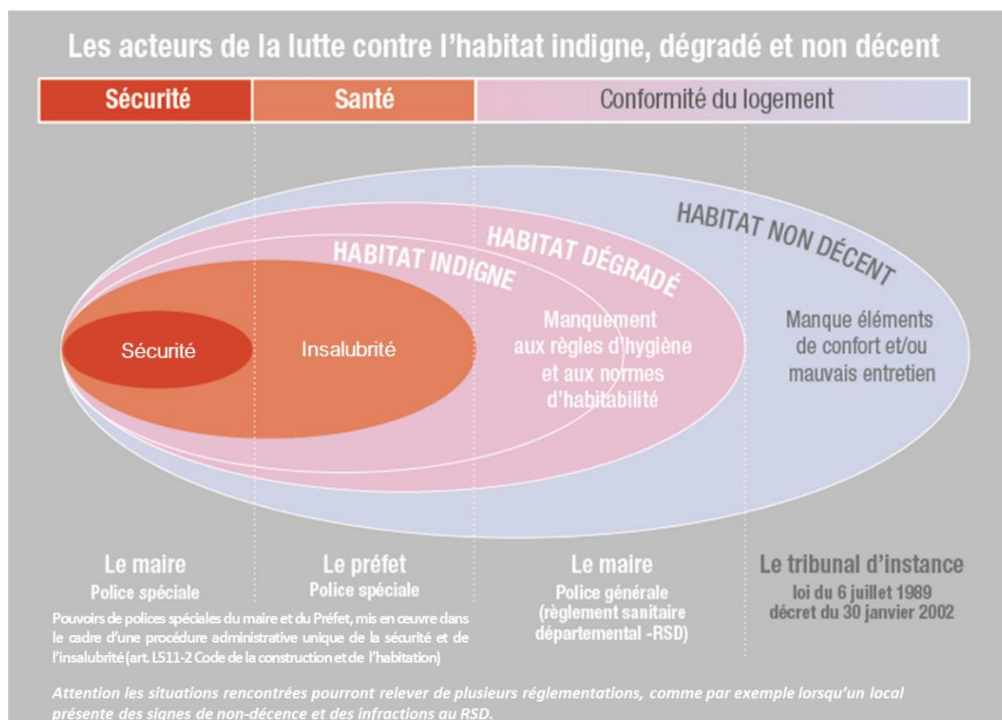 Les acteurs de la lutte contre l'habitat indigne, dégradé et non décent
Sécurité
Santé
Conformité du logement
HABITAT INDIGNE
HABITAT DÉGRADÉ
HABITAT NON DÉCENT
Sécurité
Insalubrité
Manquement
aux règles d'hygiène
et aux normes
d'habitabilité
Manque éléments
de confort et/ou
mauvais entretien
Le maire
Police spéciale
Le préfet
Police spéciale
Pouvoirs de polices spéciales du maire et du Préfet, mis en œuvre dans
le cadre d'une procédure administrative unique de la sécurité et de
l'insalubrité (art. L511-2 Code de la construction et de l'habitation)
Le maire
Police générale
(règlement sanitaire
départemental -RSD)
Le tribunal d'instance
loi du 6 juillet 1989
décret du 30 janvier 2002
Attention les situations rencontrées pourront relever de plusieurs réglementations, comme par exemple lorsqu'un local
présente des signes de non-décence et des infractions au RSD.